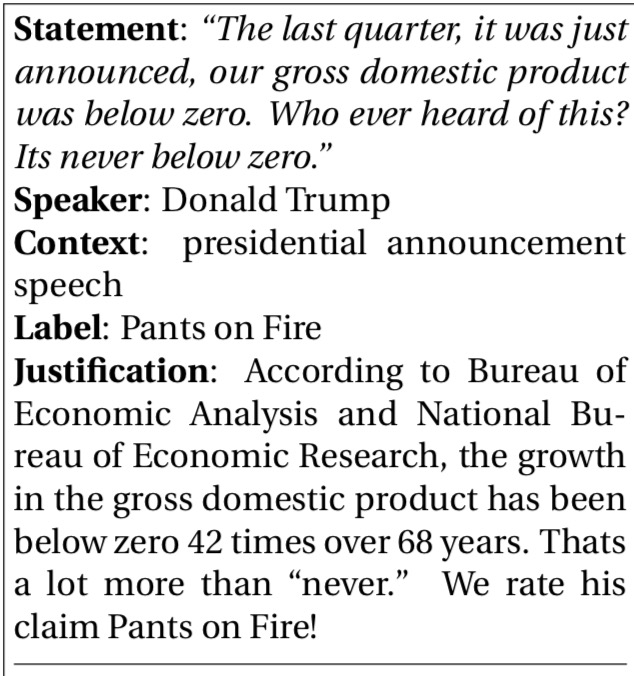 Statement: “The last quarter, it was just
announced, our gross domestic product
was below zero. Who ever heard of this?
Its never below zero.”
Speaker: Donald Trump
Context: presidential announcement
speech
Label: Pants on Fire
Justification: According to Bureau of
Economic Analysis and National Bu-
reau of Economic Research, the growth
in the gross domestic product has been
below zero 42 times over 68 years. Thats
a lot more than “never.” We rate his
claim Pants on Fire!